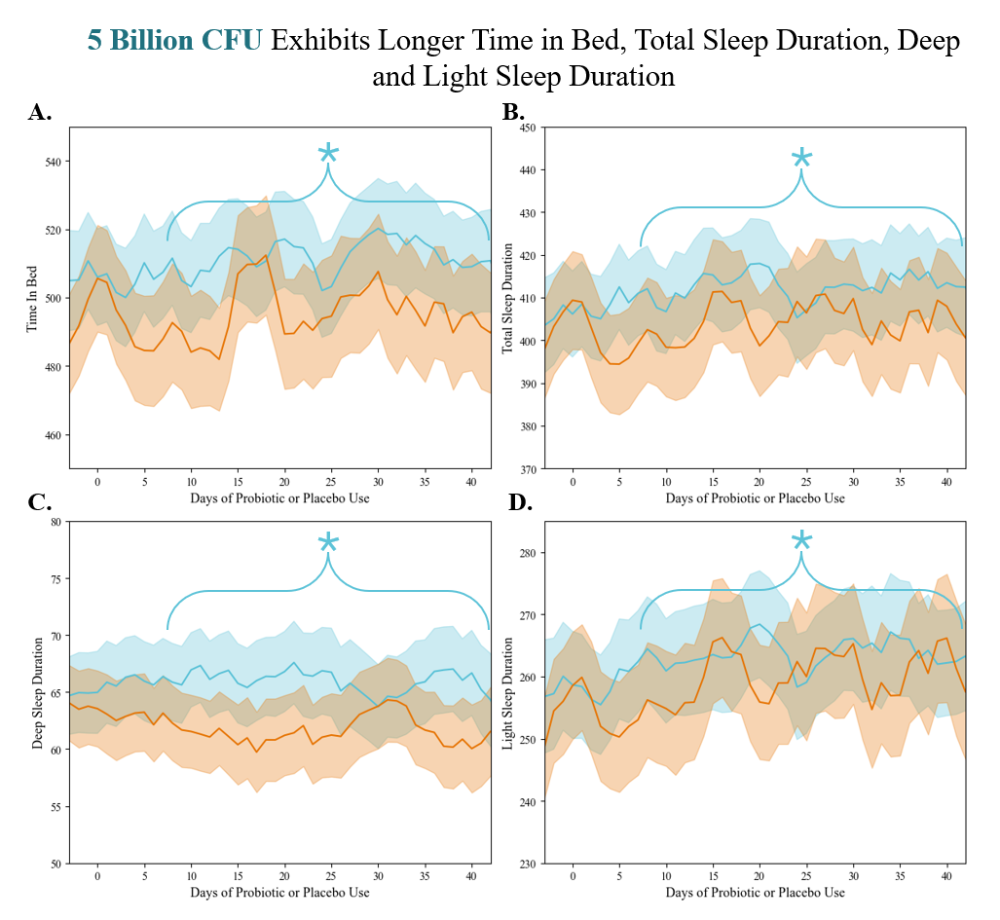 5 Billion CFU Exhibits Longer Time in Bed, Total Sleep Duration, Deep
and Light Sleep Duration
A.
540
520
500
480
460
Time In Bed
0 5 10 15 20 25 30 35 40
Days of Probiotic or Placebo Use
*
B.
450
440
430
420
410
400
390
380
370
Total Sleep Duration
0 5 10 15 20 25 30 35 40
Days of Probiotic or Placebo Use
*
C.
80
75
70
65
60
55
50
Deep Sleep Duration
0 5 10 15 20 25 30 35 40
Days of Probiotic or Placebo Use
*
D.
280
270
260
250
240
230
Light Sleep Duration
0 5 10 15 20 25 30 35 40
Days of Probiotic or Placebo Use
*